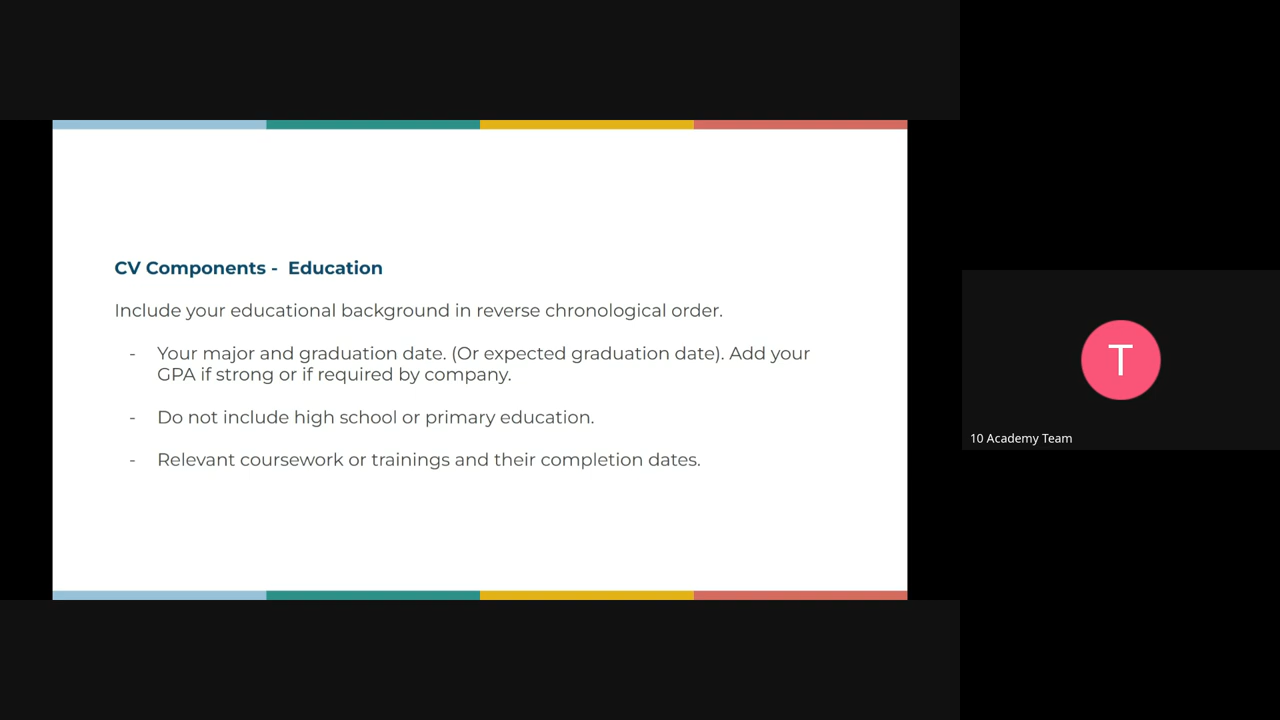 CV Components -  Education
Include your educational background in reverse chronological order.
- Your major and graduation date. (Or expected graduation date). Add your
GPA if strong or if required by company.
- Do not include high school or primary education.
- Relevant coursework or trainings and their completion dates.
T
10 Academy Team